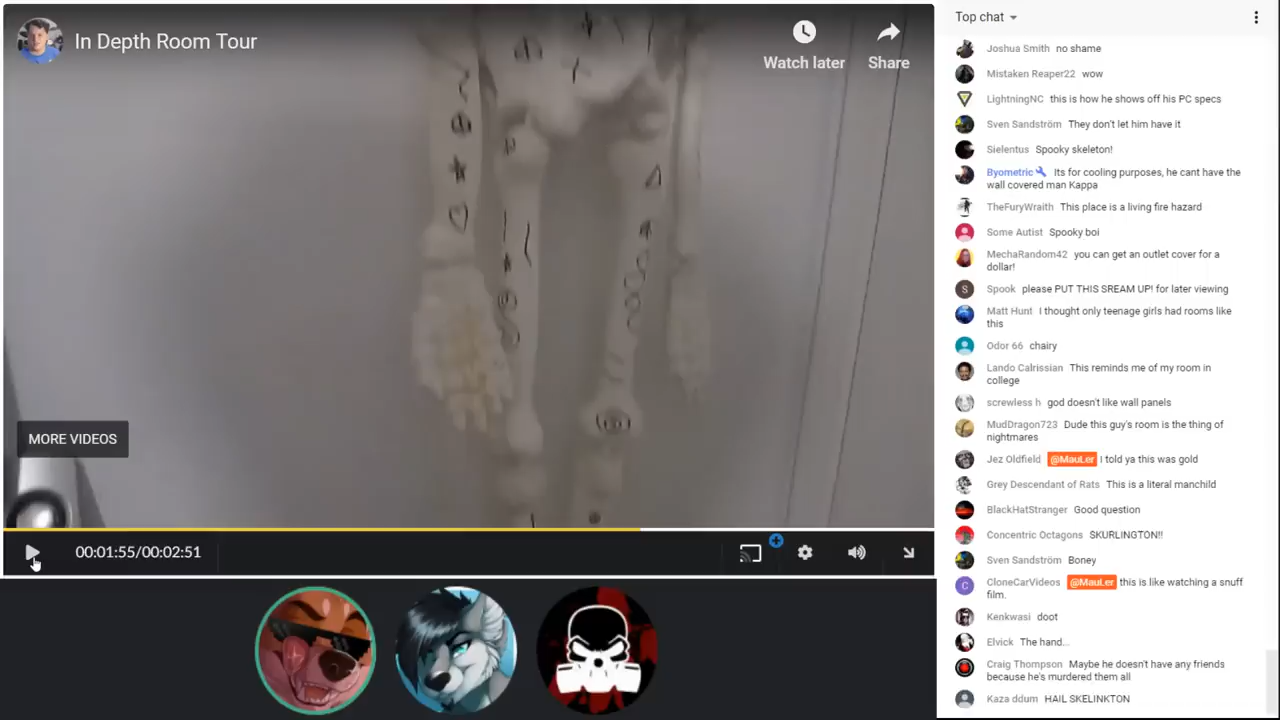 In Depth Room Tour
Watch later
Share
MORE VIDEOS
00:01:55/00:02:51
Top chat
Joshua Smith no shame
Mistaken Reaper22 wow
LightningNC this is how he shows off his PC specs
Sven Sandström They don't let him have it
Sielentus Spooky skeleton!
Byometric Its for cooling purposes, he cant have the
wall covered man Kappa
TheFuryWraith This place is a living fire hazard
Some Autist Spooky boi
MechaRandom42 you can get an outlet cover for a
dollar!
S Spook please PUT THIS SREAM UP! for later viewing
Matt Hunt I thought only teenage girls had rooms like
this
Odor 66 chairy
Lando Calrissian This reminds me of my room in
college
screwless h god doesn't like wall panels
MudDragon723 Dude this guy's room is the thing of
nightmares
Jez Oldfield @MauLer I told ya this was gold
Grey Descendant of Rats This is a literal manchild
BlackHatStranger Good question
Concentric Octagons SKURLINGTON!!
Sven Sandström Boney
C CloneCarVideos @MauLer this is like watching a snuff
film.
Kenkwasi doot
Elvick The hand...
Craig Thompson Maybe he doesn't have any friends
because he's murdered them all
Kaza ddum HAIL SKELINKTON